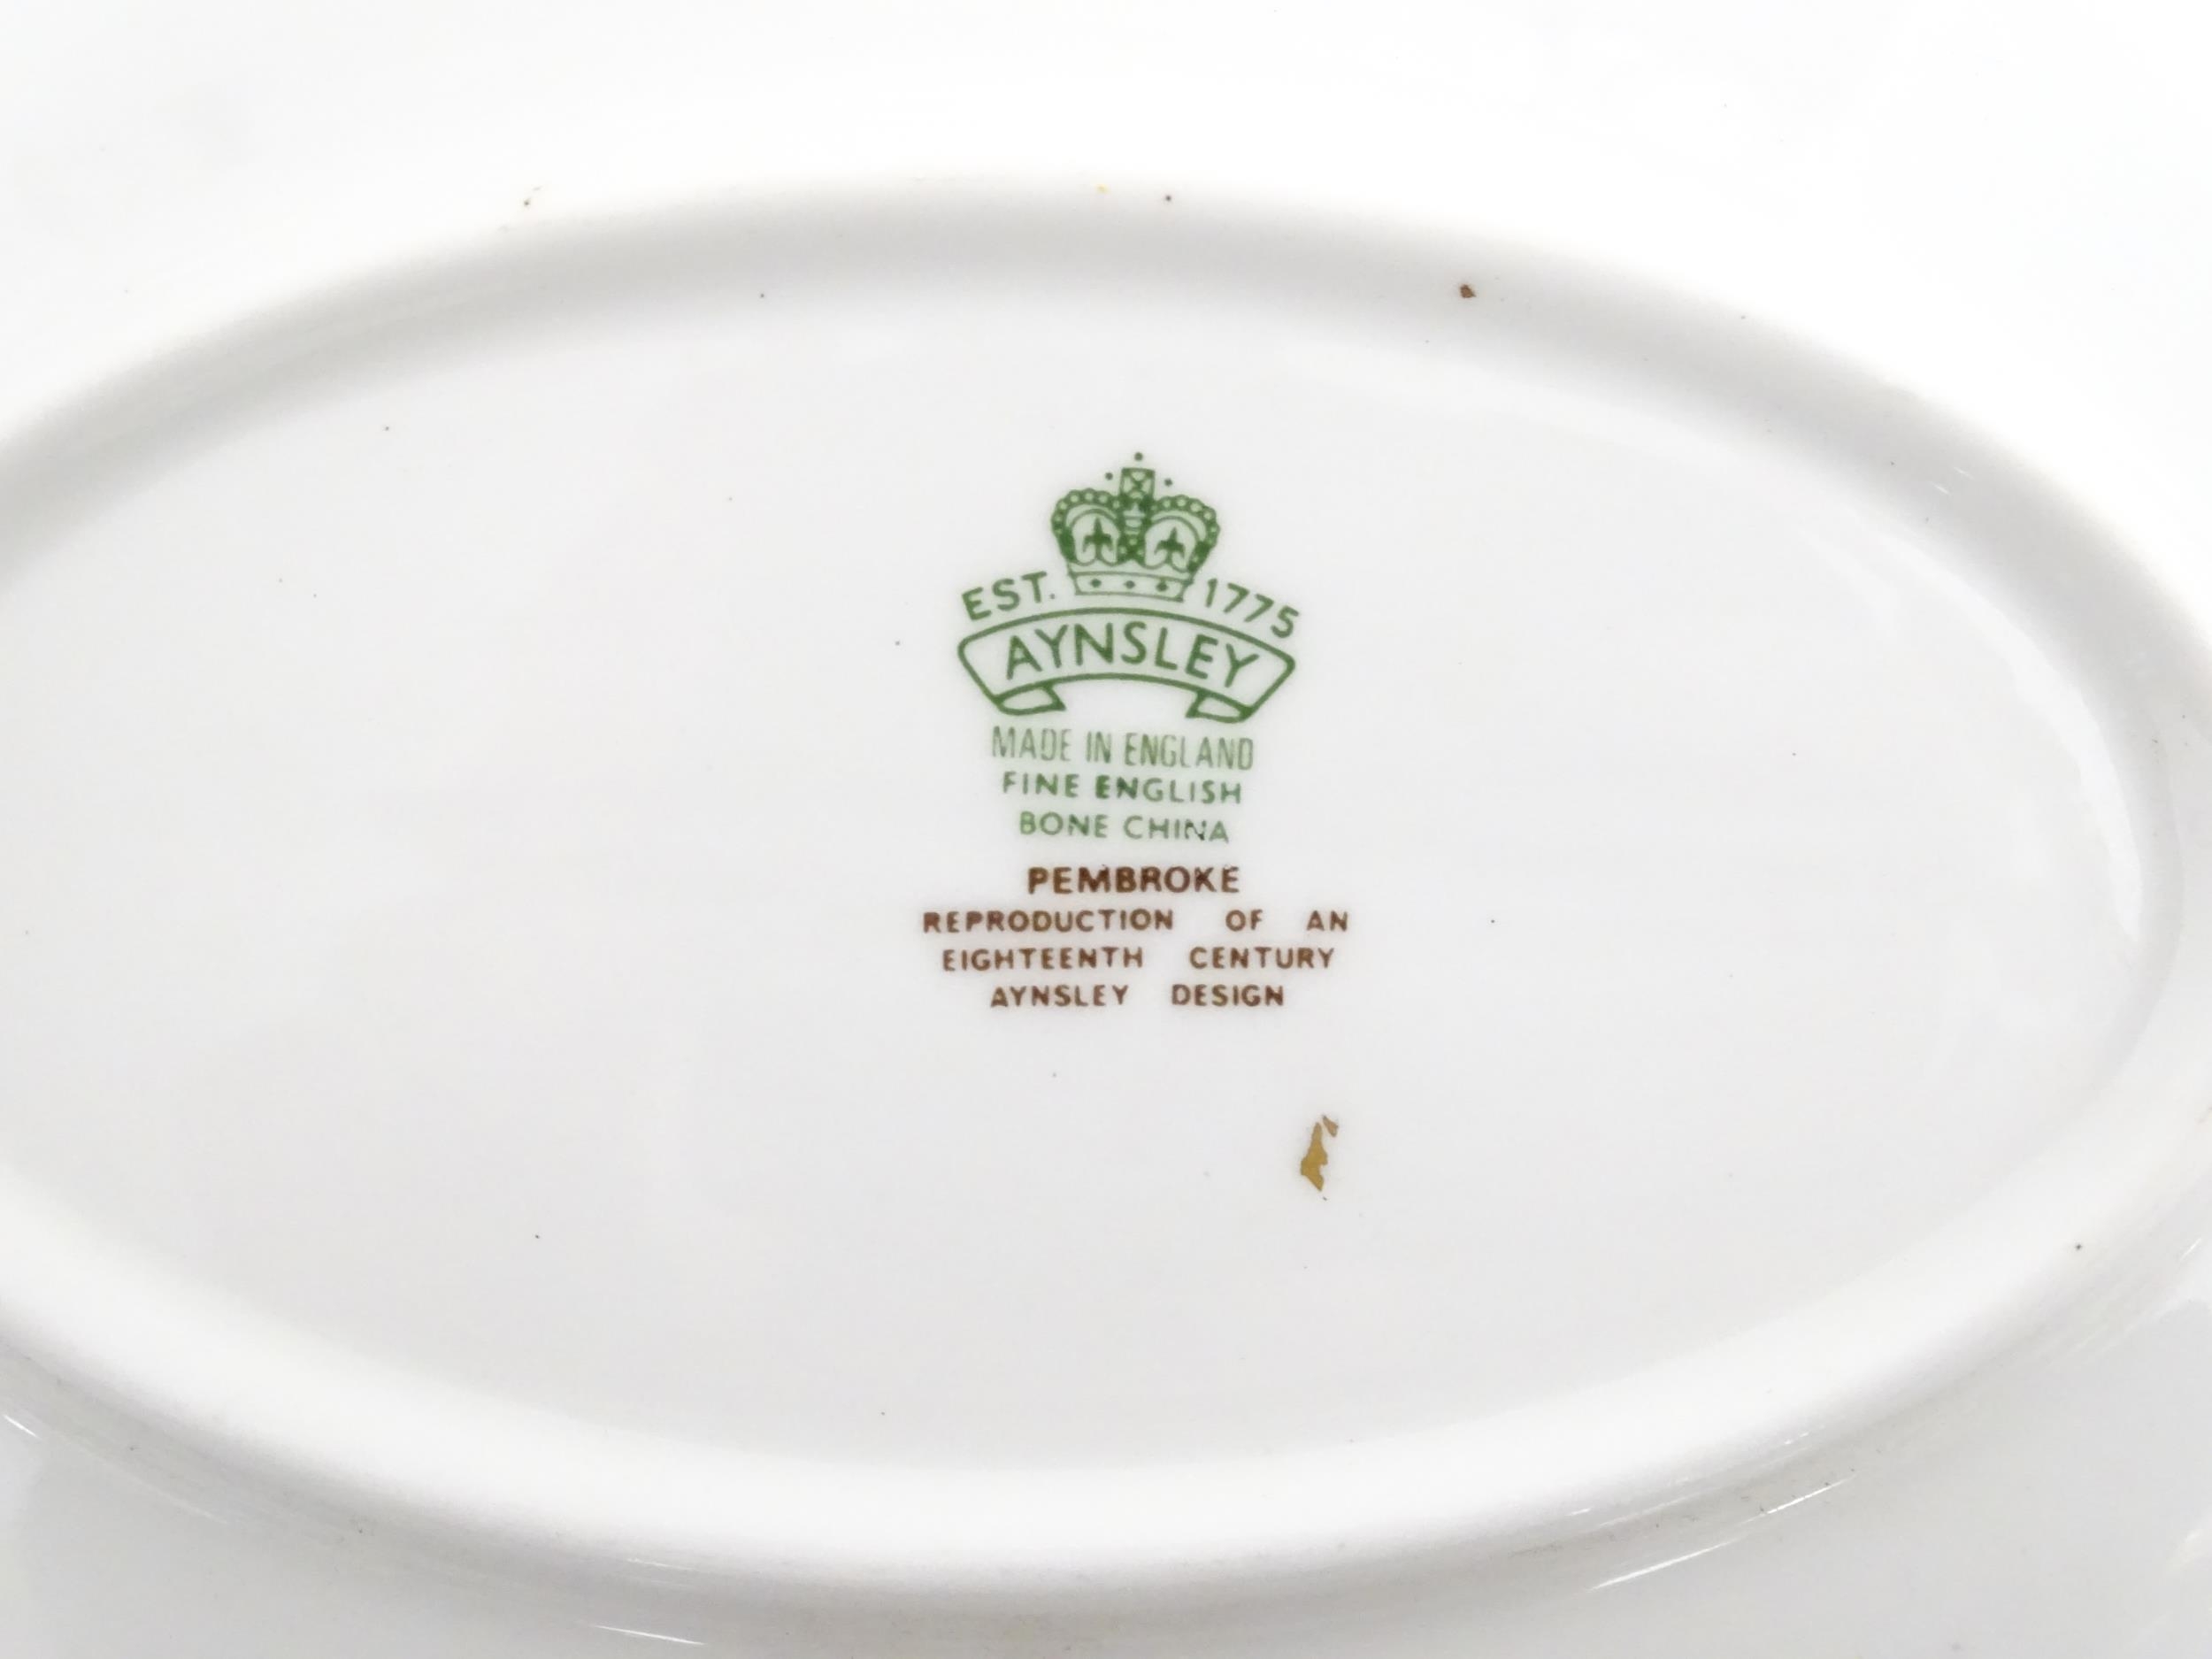 EST. 1775
AYNSLEY
MADE IN ENGLAND
FINE ENGLISH
BONE CHINA
PEMBROKE
REPRODUCTION OF AN
EIGHTEENTH CENTURY
AYNSLEY DESIGN